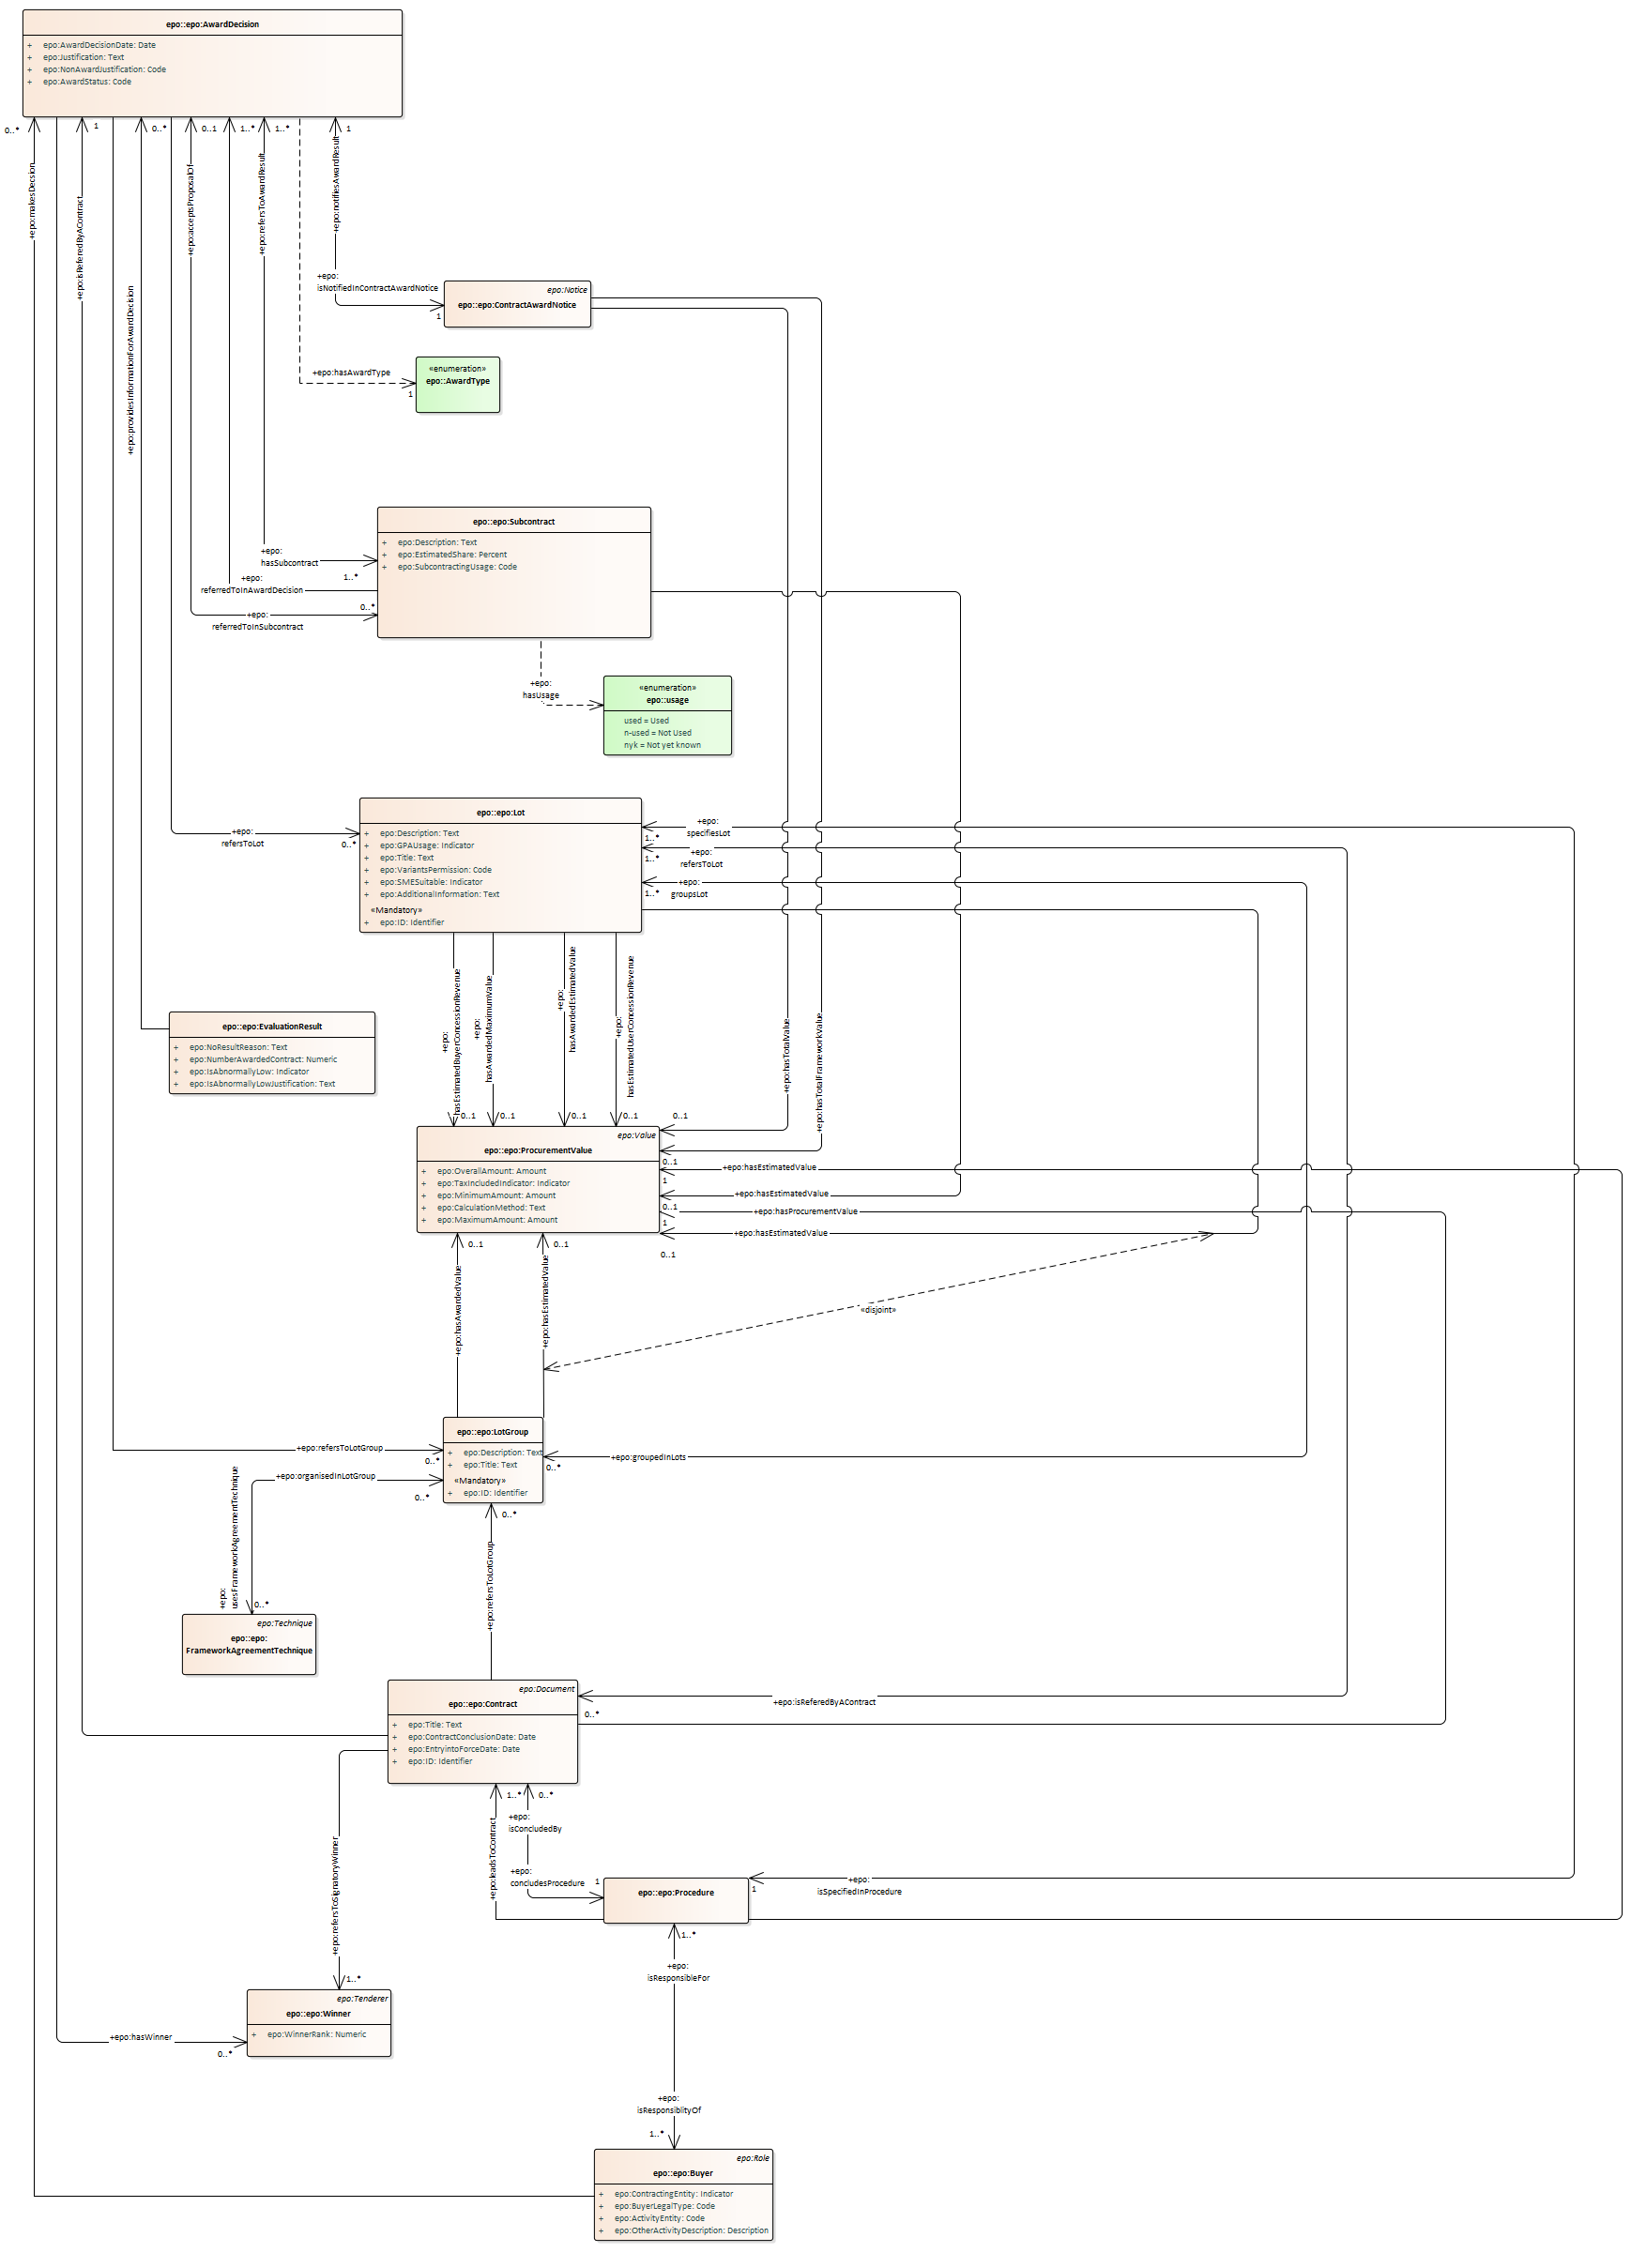 epo::epo:AwardDecision
+ epo:AwardDecisionDate: Date
+ epo:Justification: Text
+ epo:NonAwardJustification: Code
+ epo:AwardStatus: Code
0..*
1
0..*
0..1
1..*
1..*
1
+epo:makesDecsion
+epo:isReferedByAContract
+epo:providesInformationForAwardDecision
+epo:acceptsProposalOf
+epo:refersToAwardResult
+epo:notifiesAwardResult
+epo:
isNotifiedInContractAwardNotice
1
epo:Notice
epo::epo:ContractAwardNotice
+epo:hasAwardType
1
«enumeration»
epo::AwardType
epo::epo:Subcontract
+ epo:Description: Text
+ epo:EstimatedShare: Percent
+ epo:SubcontractingUsage: Code
+epo:
hasSubcontract
1..*
+epo:
referredToInAwardDecision
0..*
+epo:
referredToInSubcontract
+epo:
hasUsage
«enumeration»
epo::usage
used = Used
n-used = Not Used
nyk = Not yet known
epo::epo:Lot
+ epo:Description: Text
+ epo:GPAUsage: Indicator
+ epo:Title: Text
+ epo:VariantsPermission: Code
+ epo:SMESuitable: Indicator
+ epo:AdditionalInformation: Text
«Mandatory»
+ epo:ID: Identifier
+epo:
refersToLot
0..*
+epo:
specifiesLot
1..*
+epo:
refersToLot
1..*
+epo:
groupsLot
1..*
+epo:
hasEstimatedBuyerConcessionRevenue
0..1
+epo:
hasAwardedMaximumValue
0..1
+epo:
hasAwardedEstimatedValue
0..1
+epo:
hasEstimatedUserConcessionRevenue
0..1
+epo:hasTotalValue
0..1
+epo:hasTotalFrameworkValue
0..1
epo::epo:EvaluationResult
+ epo:NoResultReason: Text
+ epo:NumberAwardedContract: Numeric
+ epo:IsAbnormallyLow: Indicator
+ epo:IsAbnormallyLowJustification: Text
epo:Value
epo::epo:ProcurementValue
+ epo:OverallAmount: Amount
+ epo:TaxIncludedIndicator: Indicator
+ epo:MinimumAmount: Amount
+ epo:CalculationMethod: Text
+ epo:MaximumAmount: Amount
+epo:hasEstimatedValue
1
+epo:hasEstimatedValue
0..1
+epo:hasProcurementValue
1
+epo:hasEstimatedValue
0..1
0..1
0..1
+epo:hasAwardedValue
+epo:hasEstimatedValue
«disjoint»
epo::epo:LotGroup
+ epo:Description: Text
+ epo:Title: Text
«Mandatory»
+ epo:ID: Identifier
+epo:refersToLotGroup
0..*
+epo:groupedInLots
0..*
+epo:organisedInLotGroup
0..*
+epo:
usesFrameworkAgreementTechnique
0..*
0..*
+epo:refersToLotGroup
epo:Technique
epo::epo:
FrameworkAgreementTechnique
epo:Document
epo::epo:Contract
+ epo:Title: Text
+ epo:ContractConclusionDate: Date
+ epo:EntryintoForceDate: Date
+ epo:ID: Identifier
+epo:isReferedByAContract
0..*
1..*
0..*
+epo:
isConcludedBy
+epo:leadsToContract
+epo:
concludesProcedure
1
epo::epo:Procedure
1
+epo:
isSpecifiedInProcedure
+epo:refersToSignatoryWinner
1..*
epo:Tenderer
epo::epo:Winner
+ epo:WinnerRank: Numeric
+epo:hasWinner
0..*
1..*
+epo:
isResponsibleFor
+epo:
isResponsiblityOf
1..*
epo:Role
epo::epo:Buyer
+ epo:ContractingEntity: Indicator
+ epo:BuyerLegalType: Code
+ epo:ActivityEntity: Code
+ epo:OtherActivityDescription: Description